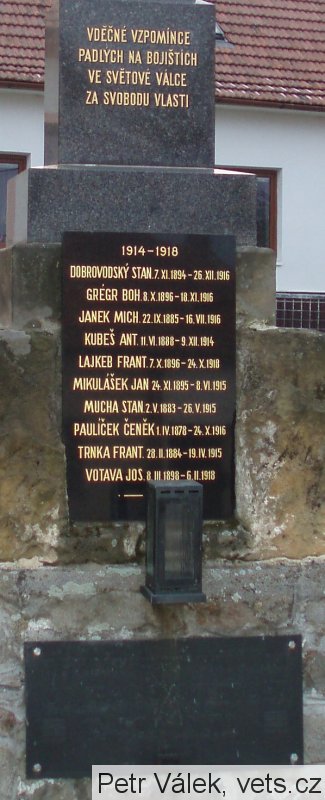 VDĚČNÉ VZPOMÍNCE
PADLÝCH NA BOJIŠTÍCH
VE SVĚTOVÉ VÁLCE
ZA SVOBODU VLASTI
1914-1918
DOBROVODSKÝ STAN. 7. XI. 1894 - 26. XII. 1916
GRÉGR BOH. 8. X. 1896 - 18. XI. 1916
JANEK MICH. 22. IX. 1885 - 16. VII. 1916
KUBEŠ ANT. 11. VI. 1888 - 9. XII. 1914
LAJKEB FRANT. 7. X. 1896 - 24. X. 1918
MIKULÁŠEK JAN 24. XI. 1895 - 8. VI. 1915
MUCHA STAN. 2. V. 1883 - 26. V. 1915
PAULÍČEK ČENĚK 1. IV. 1878 - 24. X. 1916
TRNKA FRANT. 28. II. 1884 - 19. IV. 1915
VOTAVA JOS. 8. III. 1898 - 6. II. 1918
Petr Válek, vets.cz